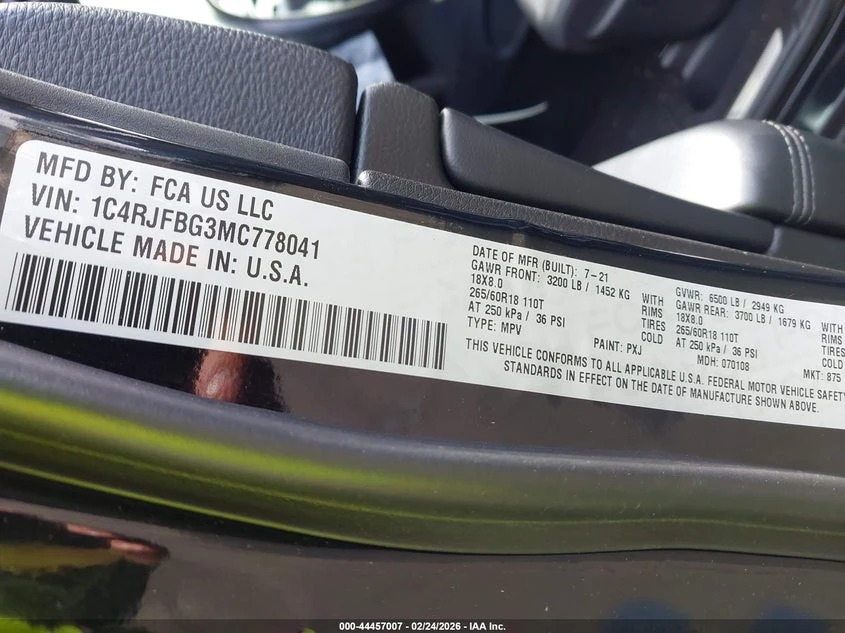 MFD BY: FCA US LLC
VIN: 1C4RJFBG3MC778041
VEHICLE MADE IN: U.S.A.
DATE OF MFR (BUILT): 7-21
GAWR FRONT: 3200 LB / 1452 KG WITH
18X8.0 RIMS
265/60R18 110T TIRES
AT 250 kPa / 36 PSI COLD
TYPE: MPV PAINT: PXJ
GVWR: 6500 LB / 2949 KG
GAWR REAR: 3700 LB / 1679 KG WITH
18X8.0 RIMS
265/60R18 110T TIRES
AT 250 kPa / 36 PSI COLD
MDH: 070108 MKT: 875
THIS VEHICLE CONFORMS TO ALL APPLICABLE U.S.A. FEDERAL MOTOR VEHICLE SAFETY
STANDARDS IN EFFECT ON THE DATE OF MANUFACTURE SHOWN ABOVE.
000-44457007 - 02/24/2026 - IAA Inc.